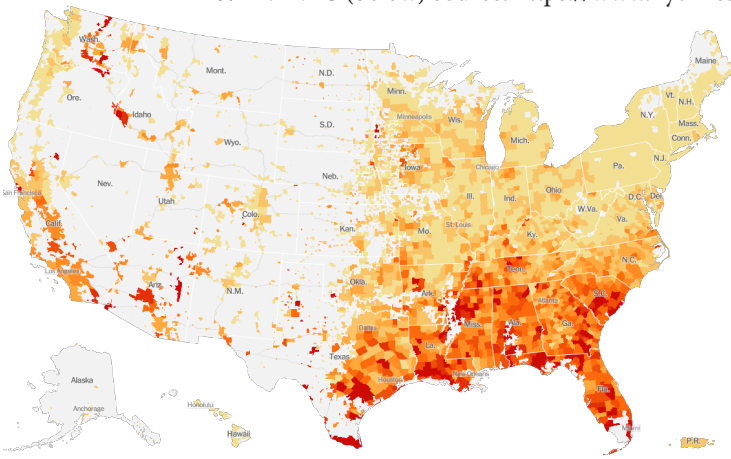 Wash.
Mont.
N.D.
Minn.
Maine
Ore.
Idaho
Minneapolis
Wis.
Vt.
N.H.
N.Y.
Mass.
S.D.
Wyo.
Mich.
Conn.
Iowa
Chicago
N.J.
Pa.
Nev.
Neb.
San Francisco
Utah
Colo.
Ill.
Ind.
Ohio
D.C.
Del.
W.Va.
Va.
Calif.
Kan.
Mo.
St. Louis
Ky.
Los Angeles
Ariz.
N.M.
Okla.
Ark.
Tenn.
N.C.
S.C.
Atlanta
Dallas
Miss.
Ala.
Ga.
Texas
La.
Houston
New Orleans
Alaska
Anchorage
Honolulu
Hawaii
Fla.
Miami
P.R.